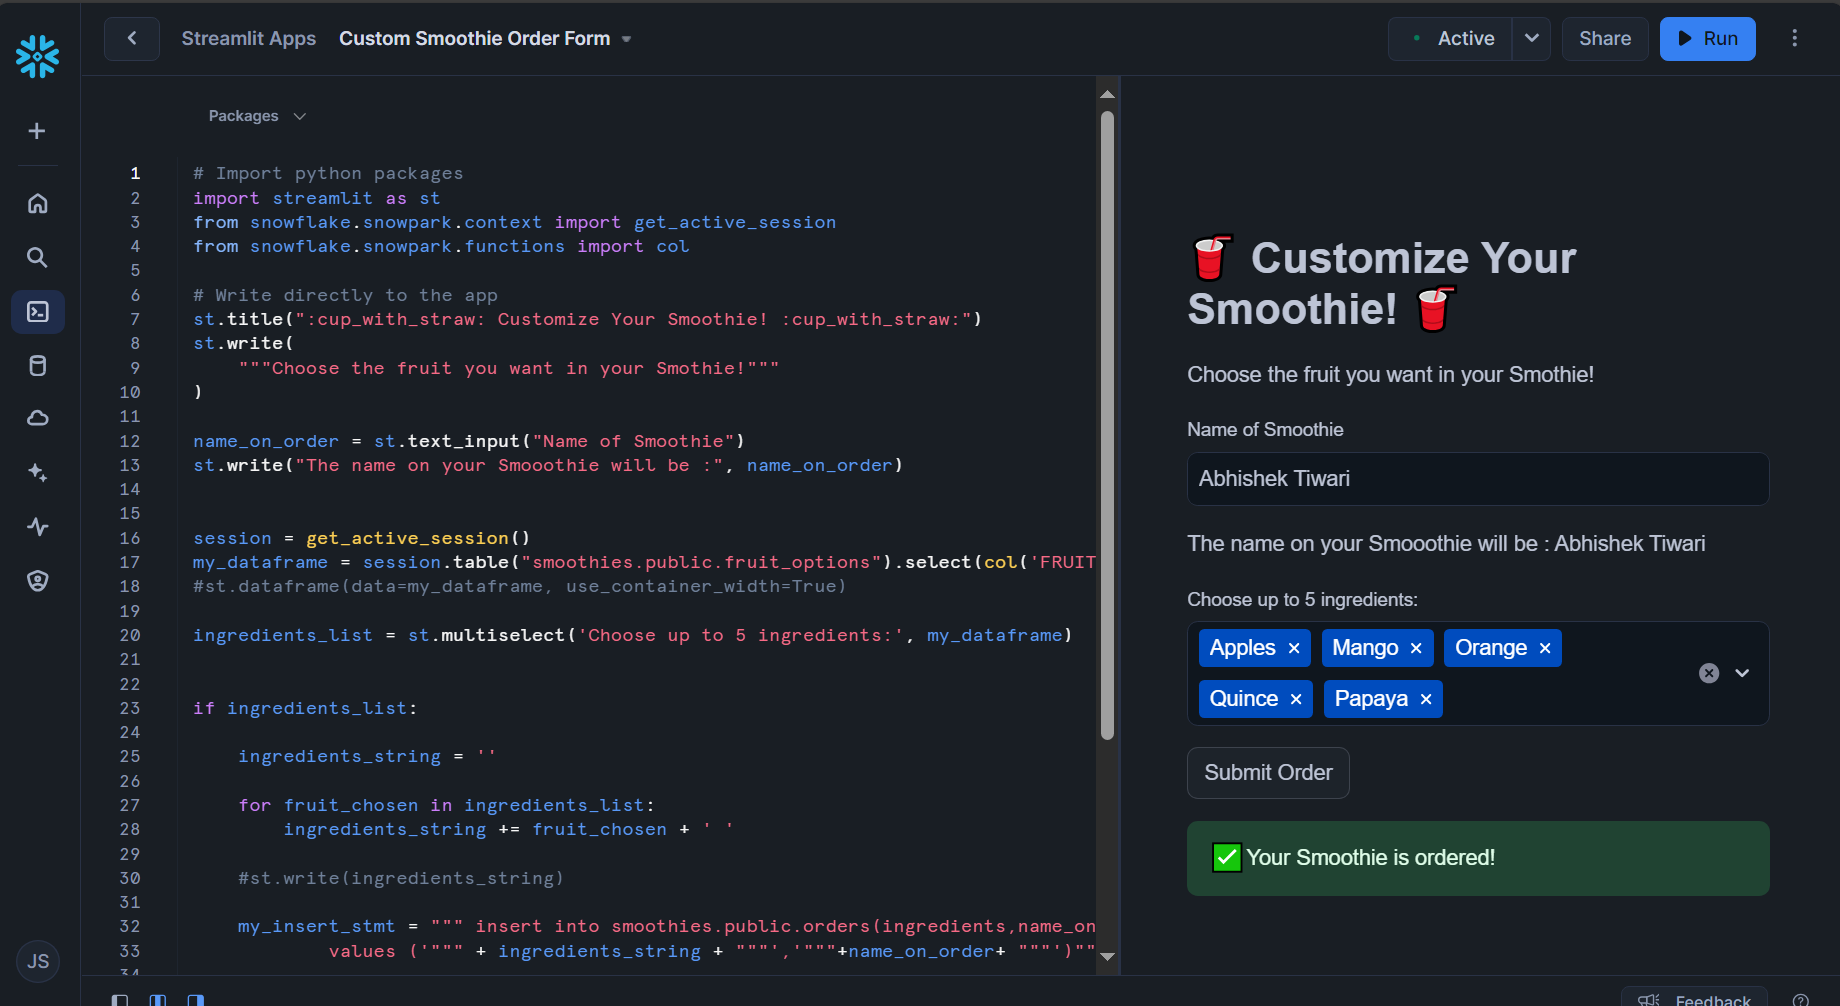 Streamlit Apps Custom Smoothie Order Form
Active
Share
Run
Packages
1 # Import python packages
2 import streamlit as st
3 from snowflake.snowpark.context import get_active_session
4 from snowflake.snowpark.functions import col
5
6 # Write directly to the app
7 st.title(":cup_with_straw: Customize Your Smoothie! :cup_with_straw:")
8 st.write(
9 """Choose the fruit you want in your Smothie!"""
10 )
11
12 name_on_order = st.text_input("Name of Smoothie")
13 st.write("The name on your Smooothie will be :", name_on_order)
14
15
16 session = get_active_session()
17 my_dataframe = session.table("smoothies.public.fruit_options").select(col('FRUIT
18 #st.dataframe(data=my_dataframe, use_container_width=True)
19
20 ingredients_list = st.multiselect('Choose up to 5 ingredients:', my_dataframe)
21
22
23 if ingredients_list:
24
25 ingredients_string = ''
26
27 for fruit_chosen in ingredients_list:
28 ingredients_string += fruit_chosen + ' '
29
30 #st.write(ingredients_string)
31
32 my_insert_stmt = """ insert into smoothies.public.orders(ingredients,name_on
33 values ('""" + ingredients_string + """','"""+name_on_order+ """')""
34
Customize Your
Smoothie!
Choose the fruit you want in your Smothie!
Name of Smoothie
Abhishek Tiwari
The name on your Smooothie will be : Abhishek Tiwari
Choose up to 5 ingredients:
Apples × Mango × Orange ×
Quince × Papaya ×
Submit Order
✅ Your Smoothie is ordered!
JS
Feedback